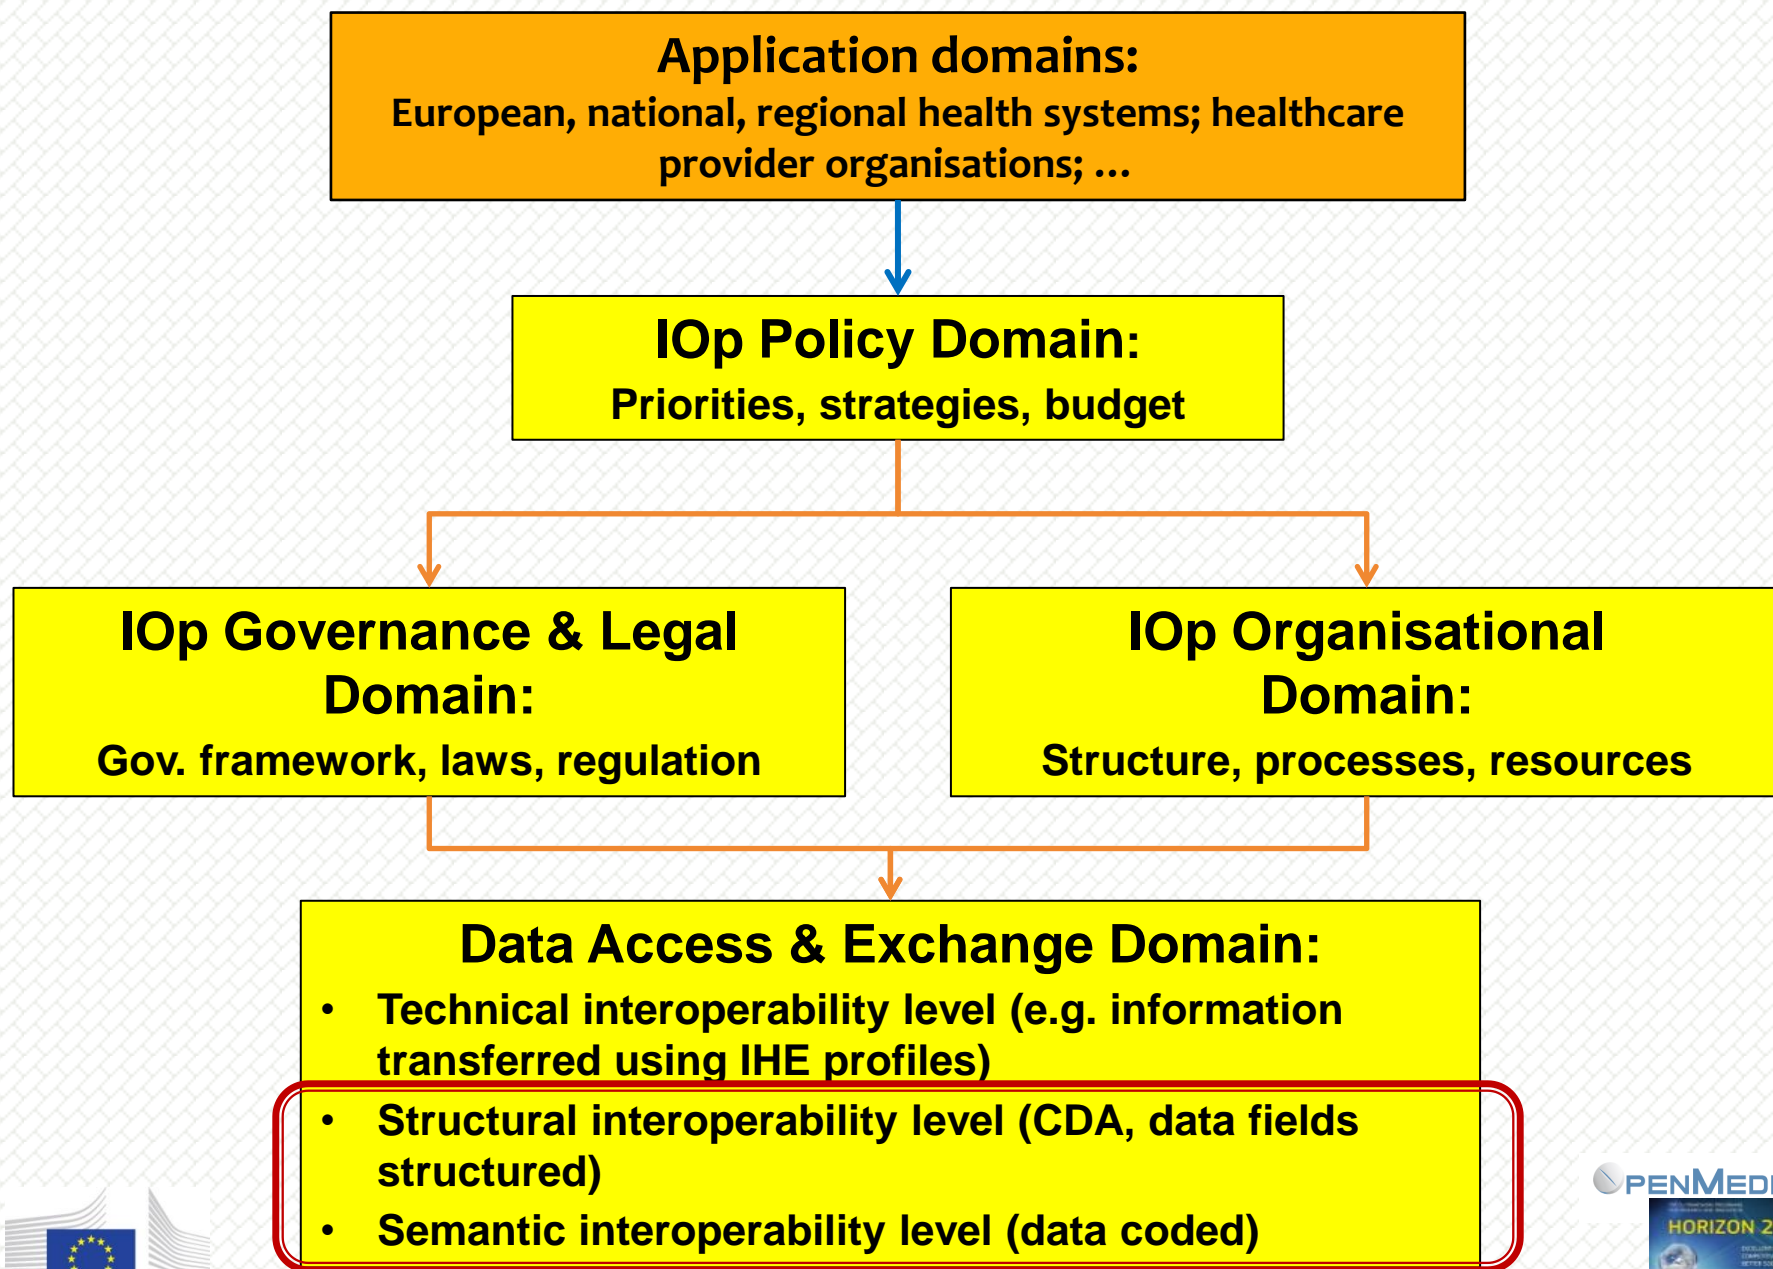 Application domains:
European, national, regional health systems; healthcare
provider organisations; ...
IOp Policy Domain:
Priorities, strategies, budget
IOp Governance & Legal
Domain:
Gov. framework, laws, regulation
IOp Organisational
Domain:
Structure, processes, resources
Data Access & Exchange Domain:
• Technical interoperability level (e.g. information
transferred using IHE profiles)
• Structural interoperability level (CDA, data fields
structured)
• Semantic interoperability level (data coded)
OPENMEDI
HORIZON 2